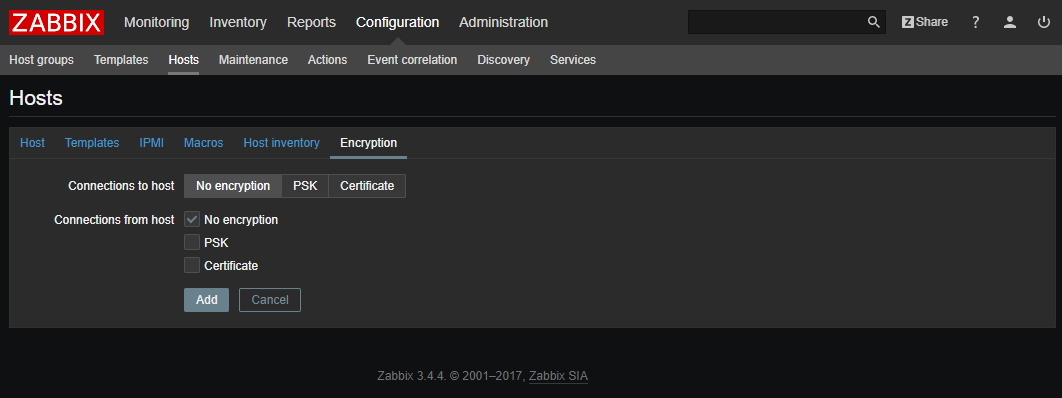 ZABBIX Monitoring Inventory Reports Configuration Administration Z Share ?
Host groups Templates Hosts Maintenance Actions Event correlation Discovery Services
Hosts
Host Templates IPMI Macros Host inventory Encryption
Connections to host No encryption PSK Certificate
Connections from host No encryption
PSK
Certificate
Add Cancel
Zabbix 3.4.4. © 2001–2017, Zabbix SIA